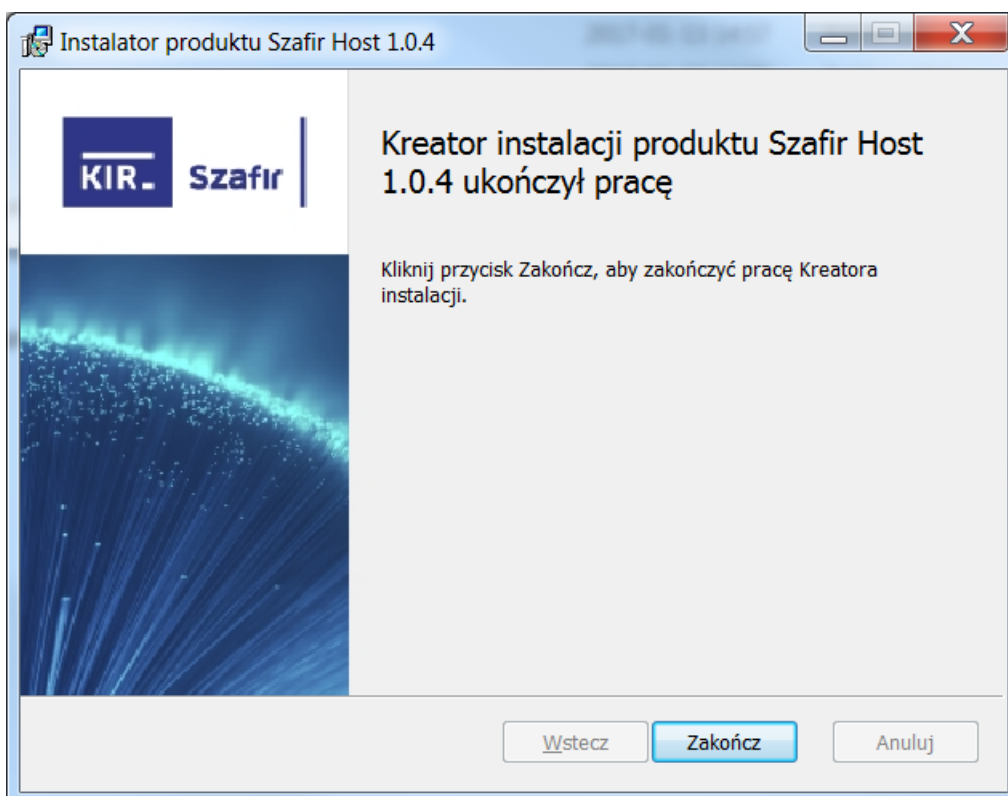 Instalator produktu Szafir Host 1.0.4
KIR
Szafir
Kreator instalacji produktu Szafir Host
1.0.4 ukończył pracę
Kliknij przycisk Zakończ, aby zakończyć pracę Kreatora
instalacji.
Wstecz
Zakończ
Anuluj